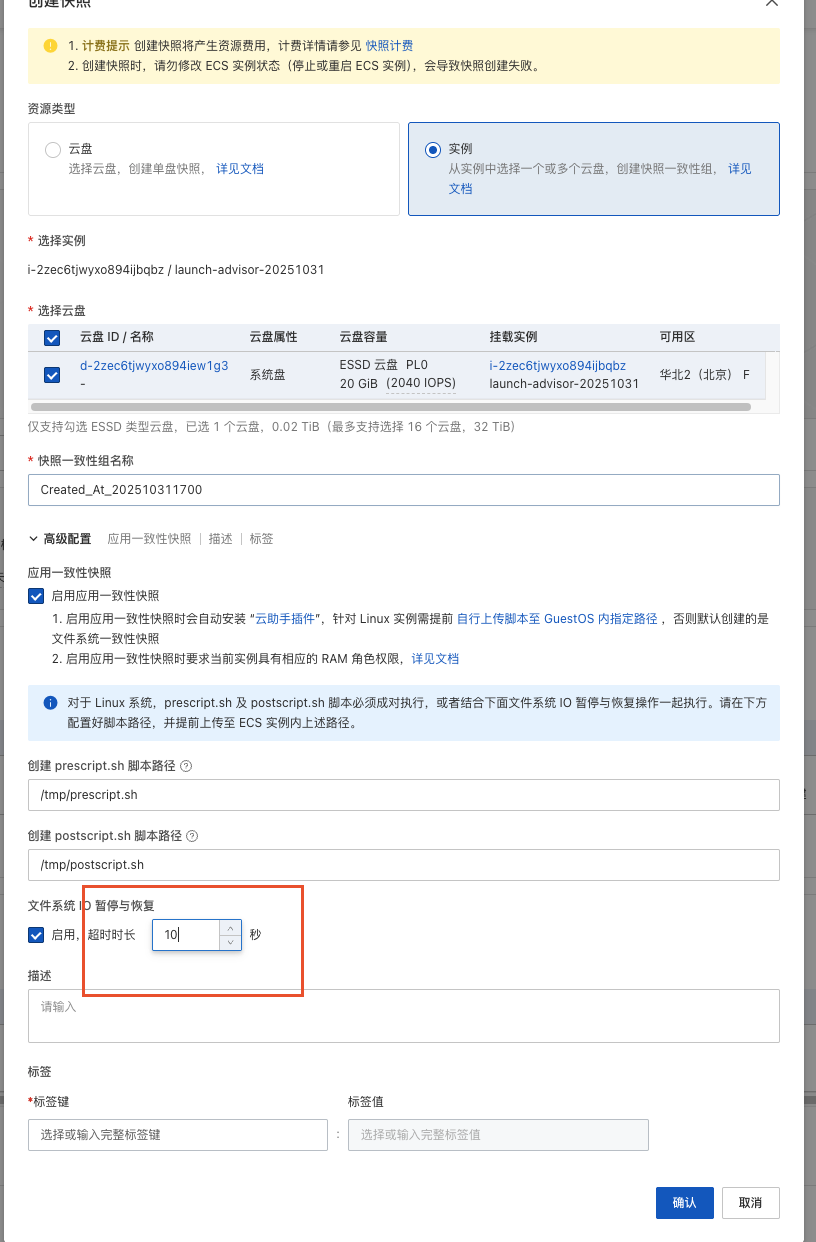 创建快照
1. 计费提示 创建快照将产生资源费用，计费详情请参见 快照计费
2. 创建快照时，请勿修改 ECS 实例状态（停止或重启 ECS 实例），会导致快照创建失败。
资源类型
云盘
选择云盘，创建单盘快照， 详见文档
实例
从实例中选择一个或多个云盘，创建快照一致性组， 详见
文档
* 选择实例
i-2zec6tjwyxo894ijbqbz / launch-advisor-20251031
* 选择云盘
云盘 ID / 名称 云盘属性 云盘容量 挂载实例 可用区
d-2zec6tjwyxo894iew1g3 系统盘 ESSD 云盘 PL0 i-2zec6tjwyxo894ijbqbz 华北2（北京） F
- 20 GiB (2040 IOPS) launch-advisor-20251031
仅支持勾选 ESSD 类型云盘，已选 1 个云盘，0.02 TiB（最多支持选择 16 个云盘，32 TiB）
* 快照一致性组名称
Created_At_202510311700
高级配置 应用一致性快照 | 描述 | 标签
应用一致性快照
启用应用一致性快照
1. 启用应用一致性快照时会自动安装 “云助手插件”，针对 Linux 实例需提前 自行上传脚本至 GuestOS 内指定路径 ，否则默认创建的是
文件系统一致性快照
2. 启用应用一致性快照时要求当前实例具有相应的 RAM 角色权限，详见文档
对于 Linux 系统，prescript.sh 及 postscript.sh 脚本必须成对执行，或者结合下面文件系统 IO 暂停与恢复操作一起执行。请在下方
配置好脚本路径，并提前上传至 ECS 实例内上述路径。
创建 prescript.sh 脚本路径
/tmp/prescript.sh
创建 postscript.sh 脚本路径
/tmp/postscript.sh
文件系统 IO 暂停与恢复
启用，超时时长 10 秒
描述
请输入
标签
*标签键 标签值
选择或输入完整标签键 : 选择或输入完整标签值
确认 取消